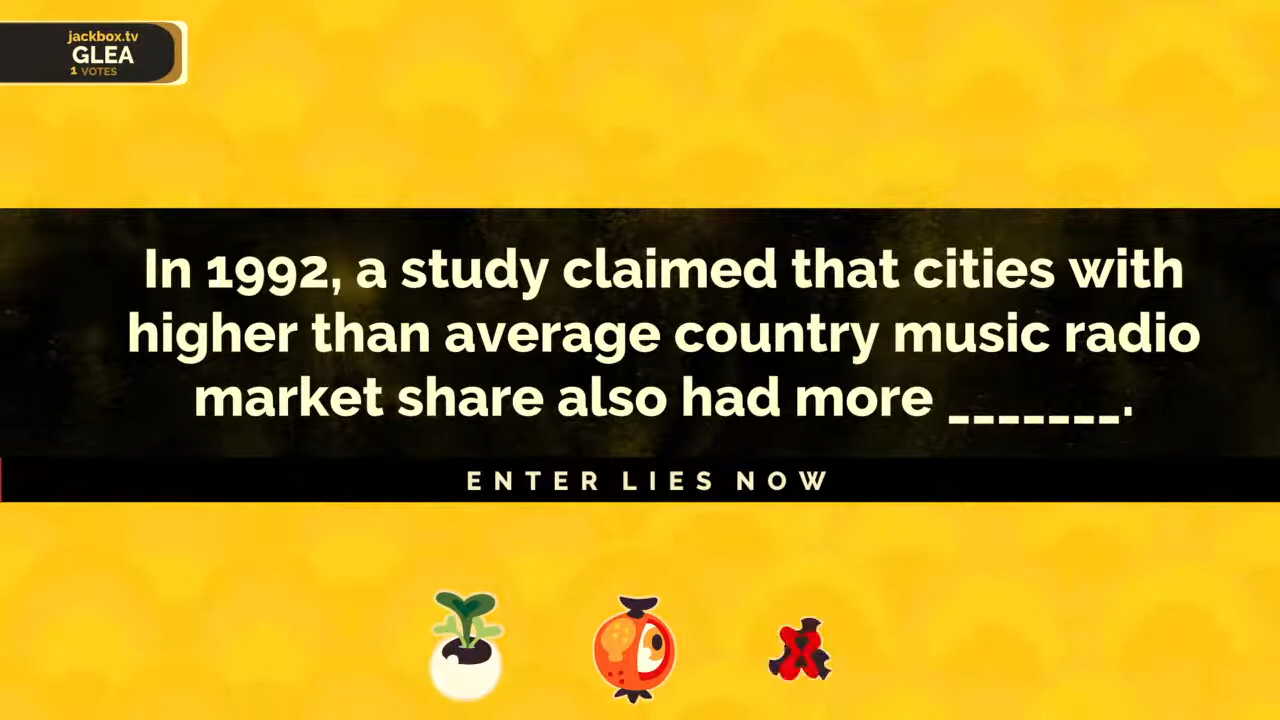 jackbox.tv
GLEA
1 VOTES
In 1992, a study claimed that cities with
higher than average country music radio
market share also had more _______.
ENTER LIES NOW